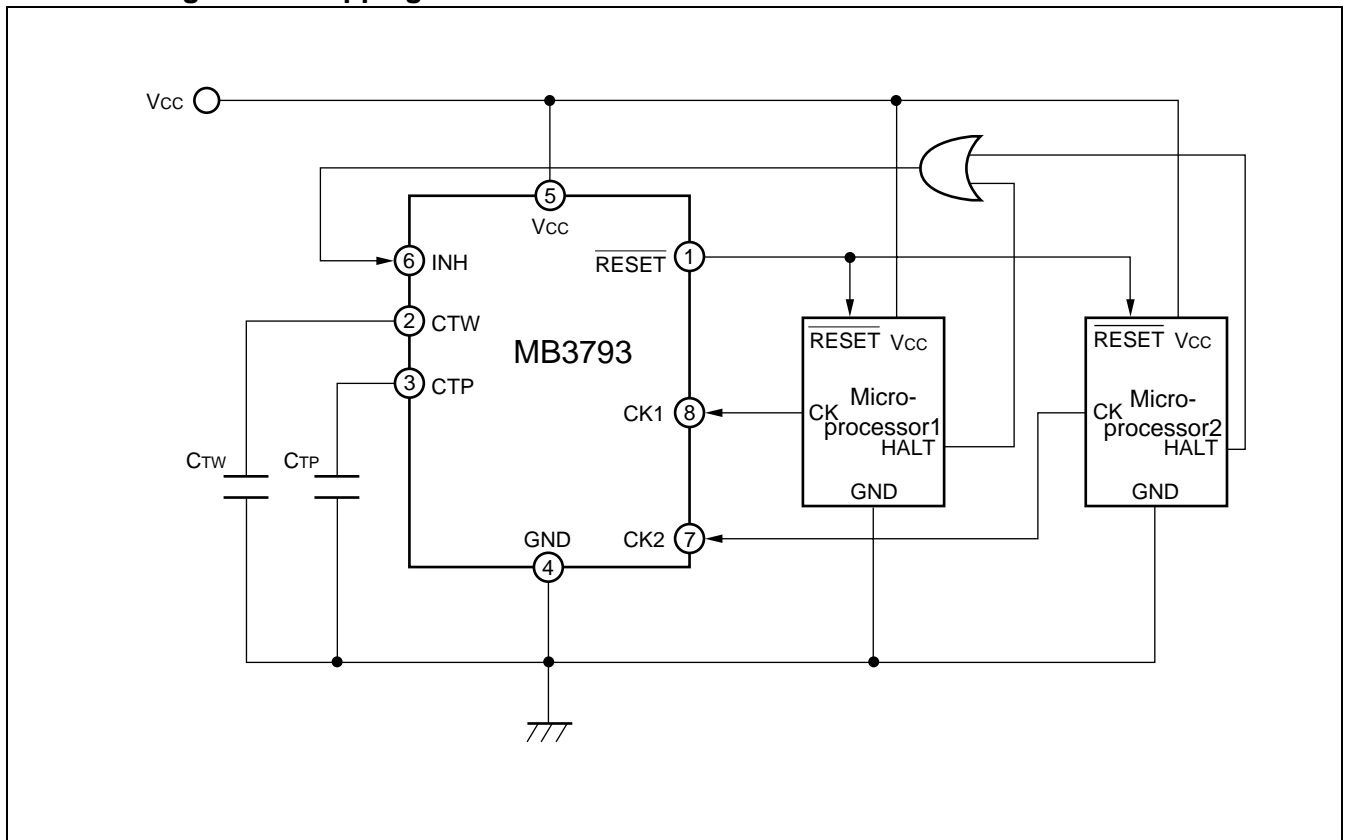 Vcc
5
Vcc
6 INH
RESET 1
2 CTW
3 CTP
MB3793
CK1 8
CTW
CTP
GND
4
CK2 7
RESET Vcc
CK
Micro-
processor1
HALT
GND
RESET Vcc
CK
Micro-
processor2
HALT
GND